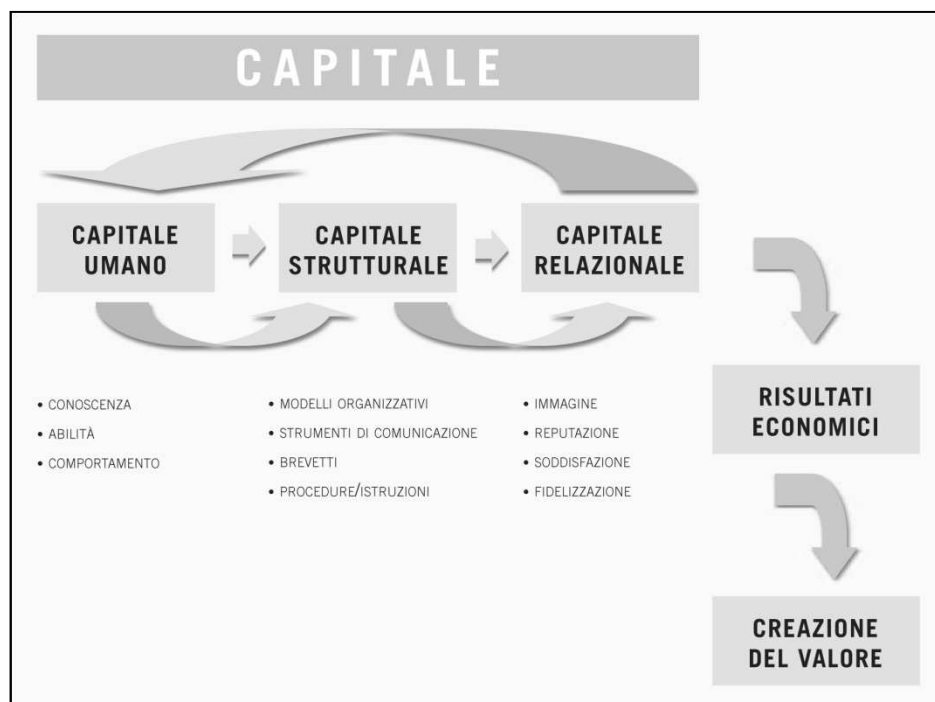 CAPITALE
CAPITALE
UMANO
CAPITALE
STRUTTURALE
CAPITALE
RELAZIONALE
• CONOSCENZA
• ABILITÀ
• COMPORTAMENTO
• MODELLI ORGANIZZATIVI
• STRUMENTI DI COMUNICAZIONE
• BREVETTI
• PROCEDURE/ISTRUZIONI
• IMMAGINE
• REPUTAZIONE
• SODDISFAZIONE
• FIDELIZZAZIONE
RISULTATI
ECONOMICI
CREAZIONE
DEL VALORE